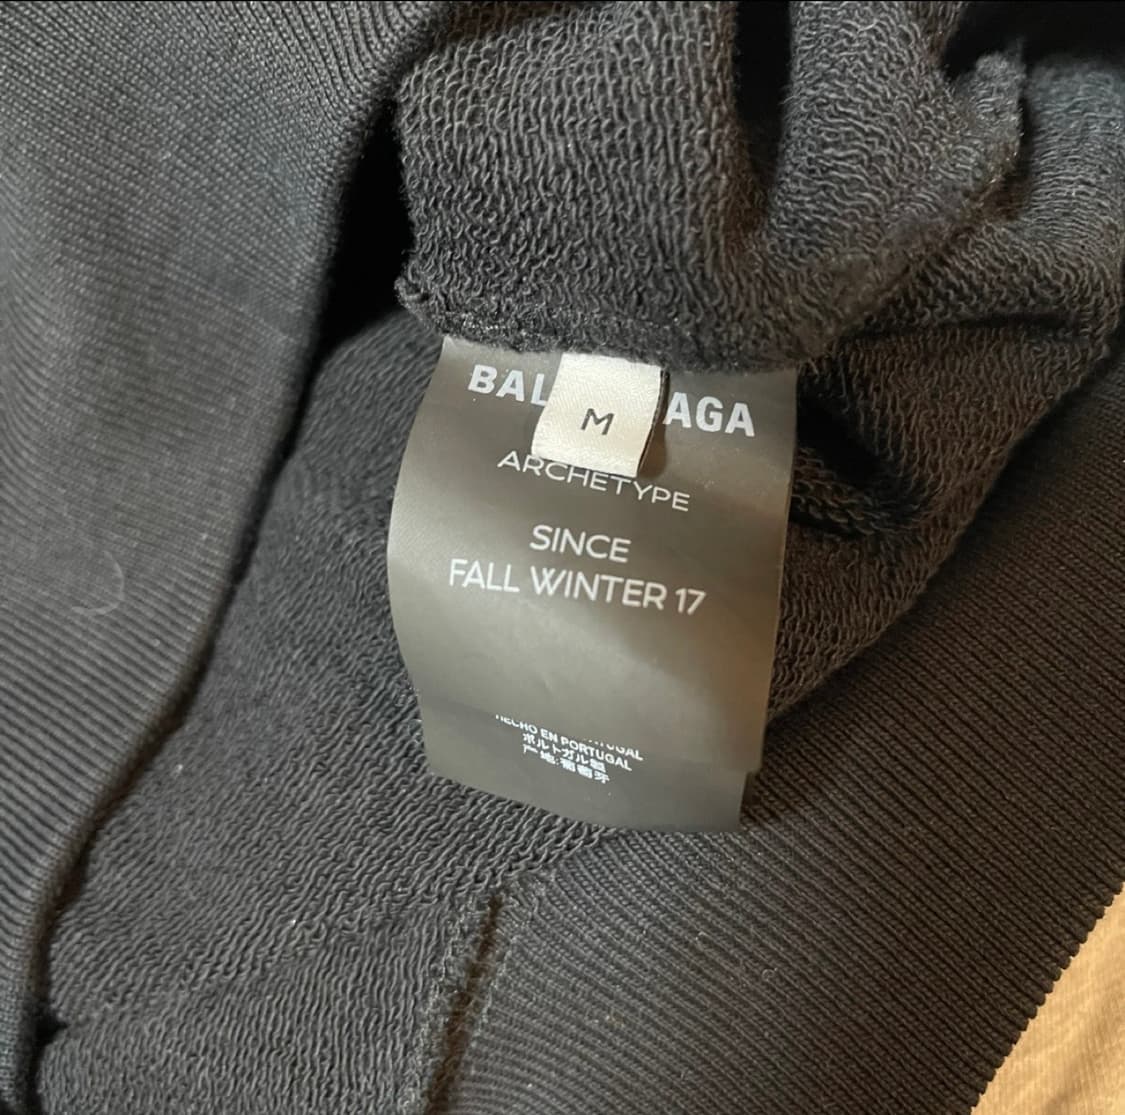 BAL AGA
M
ARCHETYPE
SINCE
FALL WINTER 17
HECHO EN PORTUGAL
ポルトガル製
产地:葡萄牙